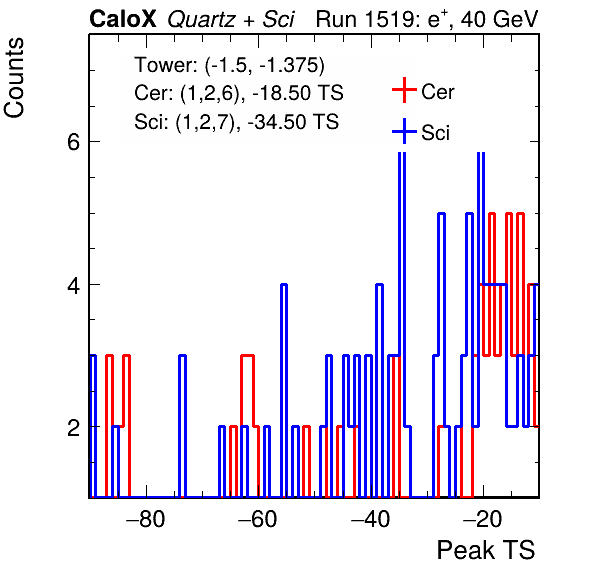 CaloX Quartz + Sci Run 1519: e⁺, 40 GeV
Counts
Tower: (-1.5, -1.375)
Cer: (1,2,6), -18.50 TS
Sci: (1,2,7), -34.50 TS
Cer
Sci
6
4
2
−80 −60 −40 −20
Peak TS